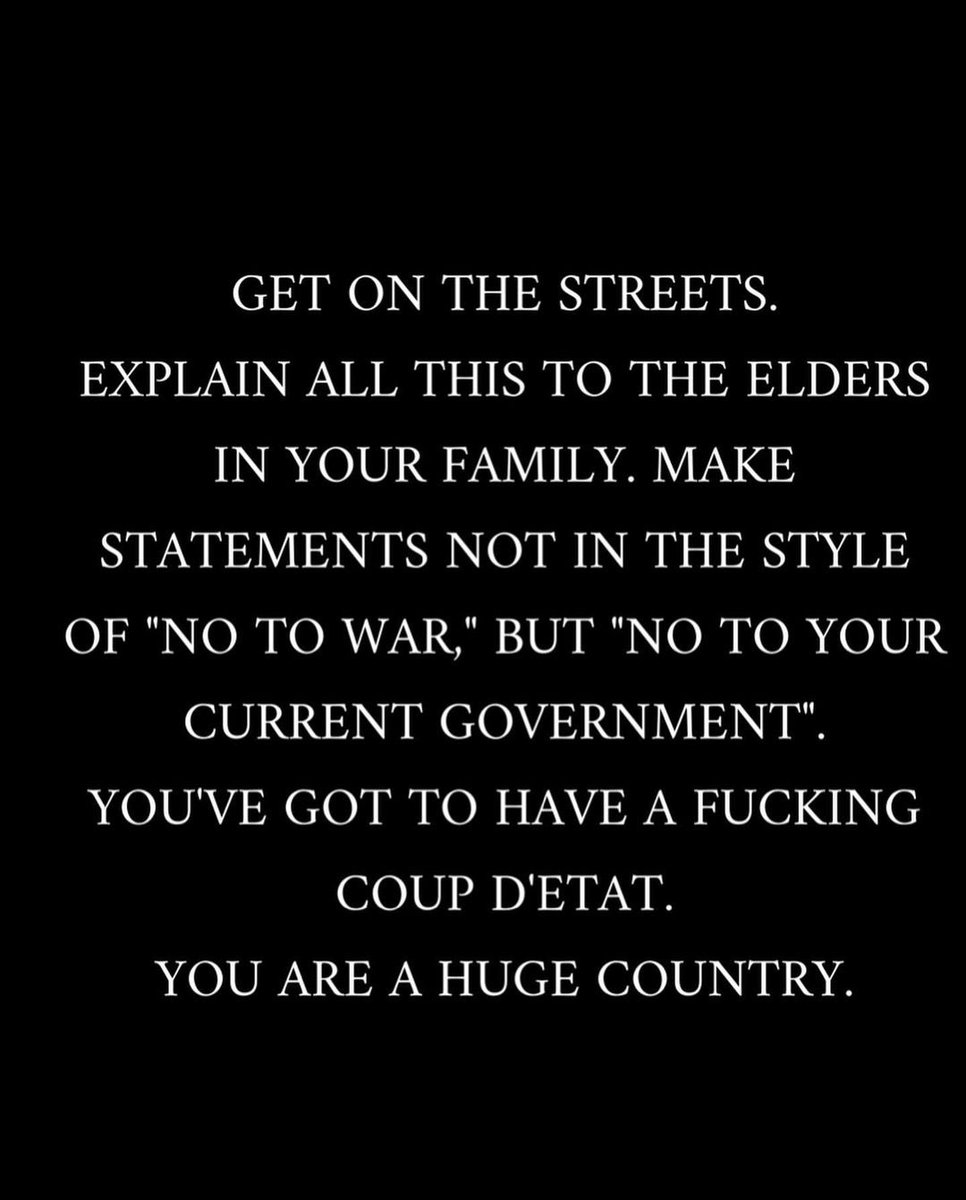 GET ON THE STREETS.
EXPLAIN ALL THIS TO THE ELDERS
IN YOUR FAMILY. MAKE
STATEMENTS NOT IN THE STYLE
OF "NO TO WAR," BUT "NO TO YOUR
CURRENT GOVERNMENT".
YOU'VE GOT TO HAVE A FUCKING
COUP D'ETAT.
YOU ARE A HUGE COUNTRY.